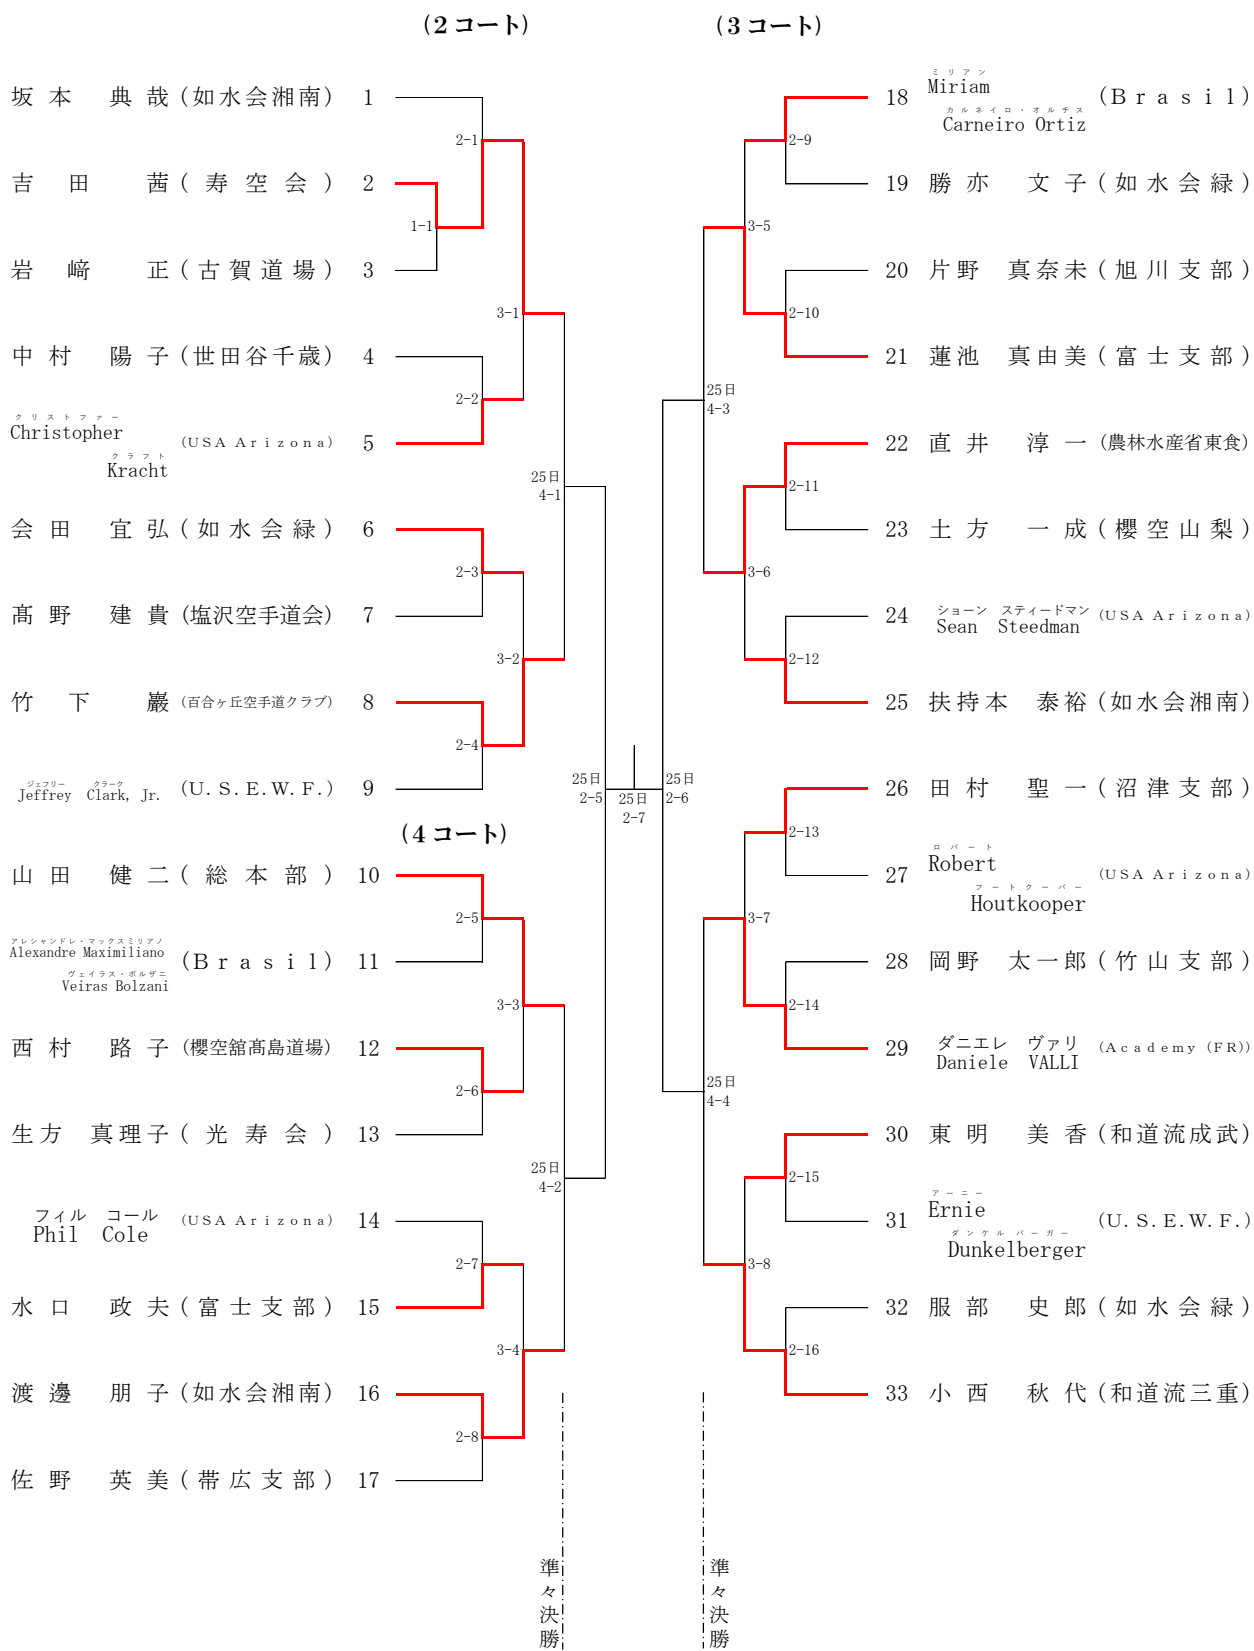 (2コート)
坂本 典哉 (如水会湘南) 1
2-1
吉田 茜 (寿空会) 2
1-1
岩﨑 正 (古賀道場) 3
3-1
中村 陽子 (世田谷千歳) 4
2-2
クリストファー
Christopher
クラフト
Kracht
(USA Arizona) 5
25日
4-1
会田 宜弘 (如水会緑) 6
2-3
髙野 建貴 (塩沢空手道会) 7
3-2
竹下 巖 (百合ヶ丘空手道クラブ) 8
2-4
ジェフリー クラーク
Jeffrey Clark, Jr. (U.S.E.W.F.) 9
25日
2-5
25日
2-7
25日
2-6
(4コート)
山田 健二 (総本部) 10
2-5
アレシャンドレ・マックスミリアノ
Alexandre Maximiliano
ヴェイラス・ボルザニ
Veiras Bolzani
(Brasil) 11
3-3
西村 路子 (櫻空舘髙島道場) 12
2-6
生方 真理子 (光寿会) 13
25日
4-2
フィル コール
Phil Cole (USA Arizona) 14
2-7
水口 政夫 (富士支部) 15
3-4
渡邊 朋子 (如水会湘南) 16
2-8
佐野 英美 (帯広支部) 17
準々決勝
(3コート)
ミリアン
18 Miriam
カルネイロ・オルチス
Carneiro Ortiz
(Brasil)
2-9
19 勝亦 文子 (如水会緑)
3-5
20 片野 真奈未 (旭川支部)
2-10
21 蓮池 真由美 (富士支部)
25日
4-3
22 直井 淳一 (農林水産省東食)
2-11
23 土方 一成 (櫻空山梨)
3-6
ショーン スティードマン
24 Sean Steedman (USA Arizona)
2-12
25 扶持本 泰裕 (如水会湘南)
26 田村 聖一 (沼津支部)
2-13
ロバート
27 Robert
フートクーパー
Houtkooper
(USA Arizona)
3-7
28 岡野 太一郎 (竹山支部)
2-14
ダニエレ ヴァリ
29 Daniele VALLI (Academy (FR))
25日
4-4
30 東明 美香 (和道流成武)
2-15
アーニー
31 Ernie
ダンケルバーガー
Dunkelberger
(U.S.E.W.F.)
3-8
32 服部 史郎 (如水会緑)
2-16
33 小西 秋代 (和道流三重)
準々決勝